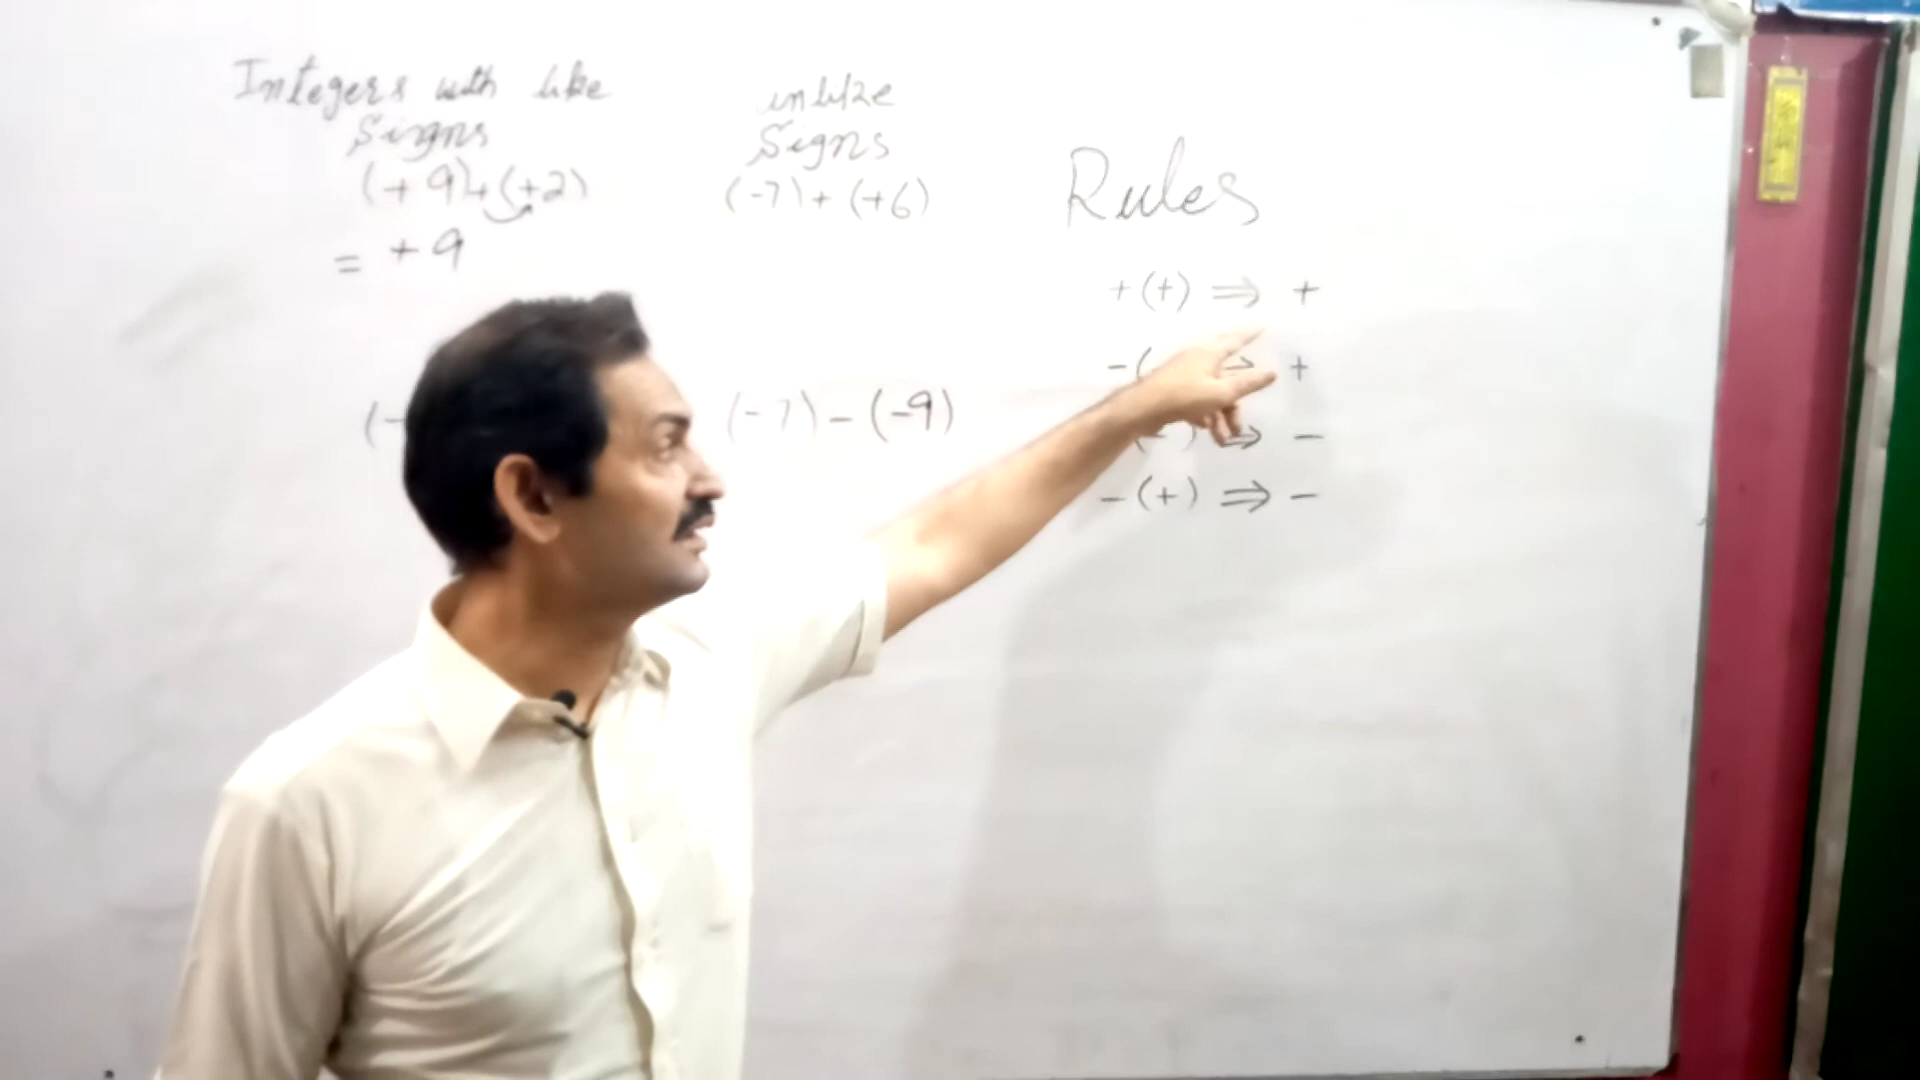 Integers with like
Signs
(+9)+(+2)
= +9
unlike
Signs
(-7)+(+6)
(-7)-(-9)
Rules
+(+) ⇒ +
-( ⇒ +
(-) ⇒ -
-(+) ⇒ -